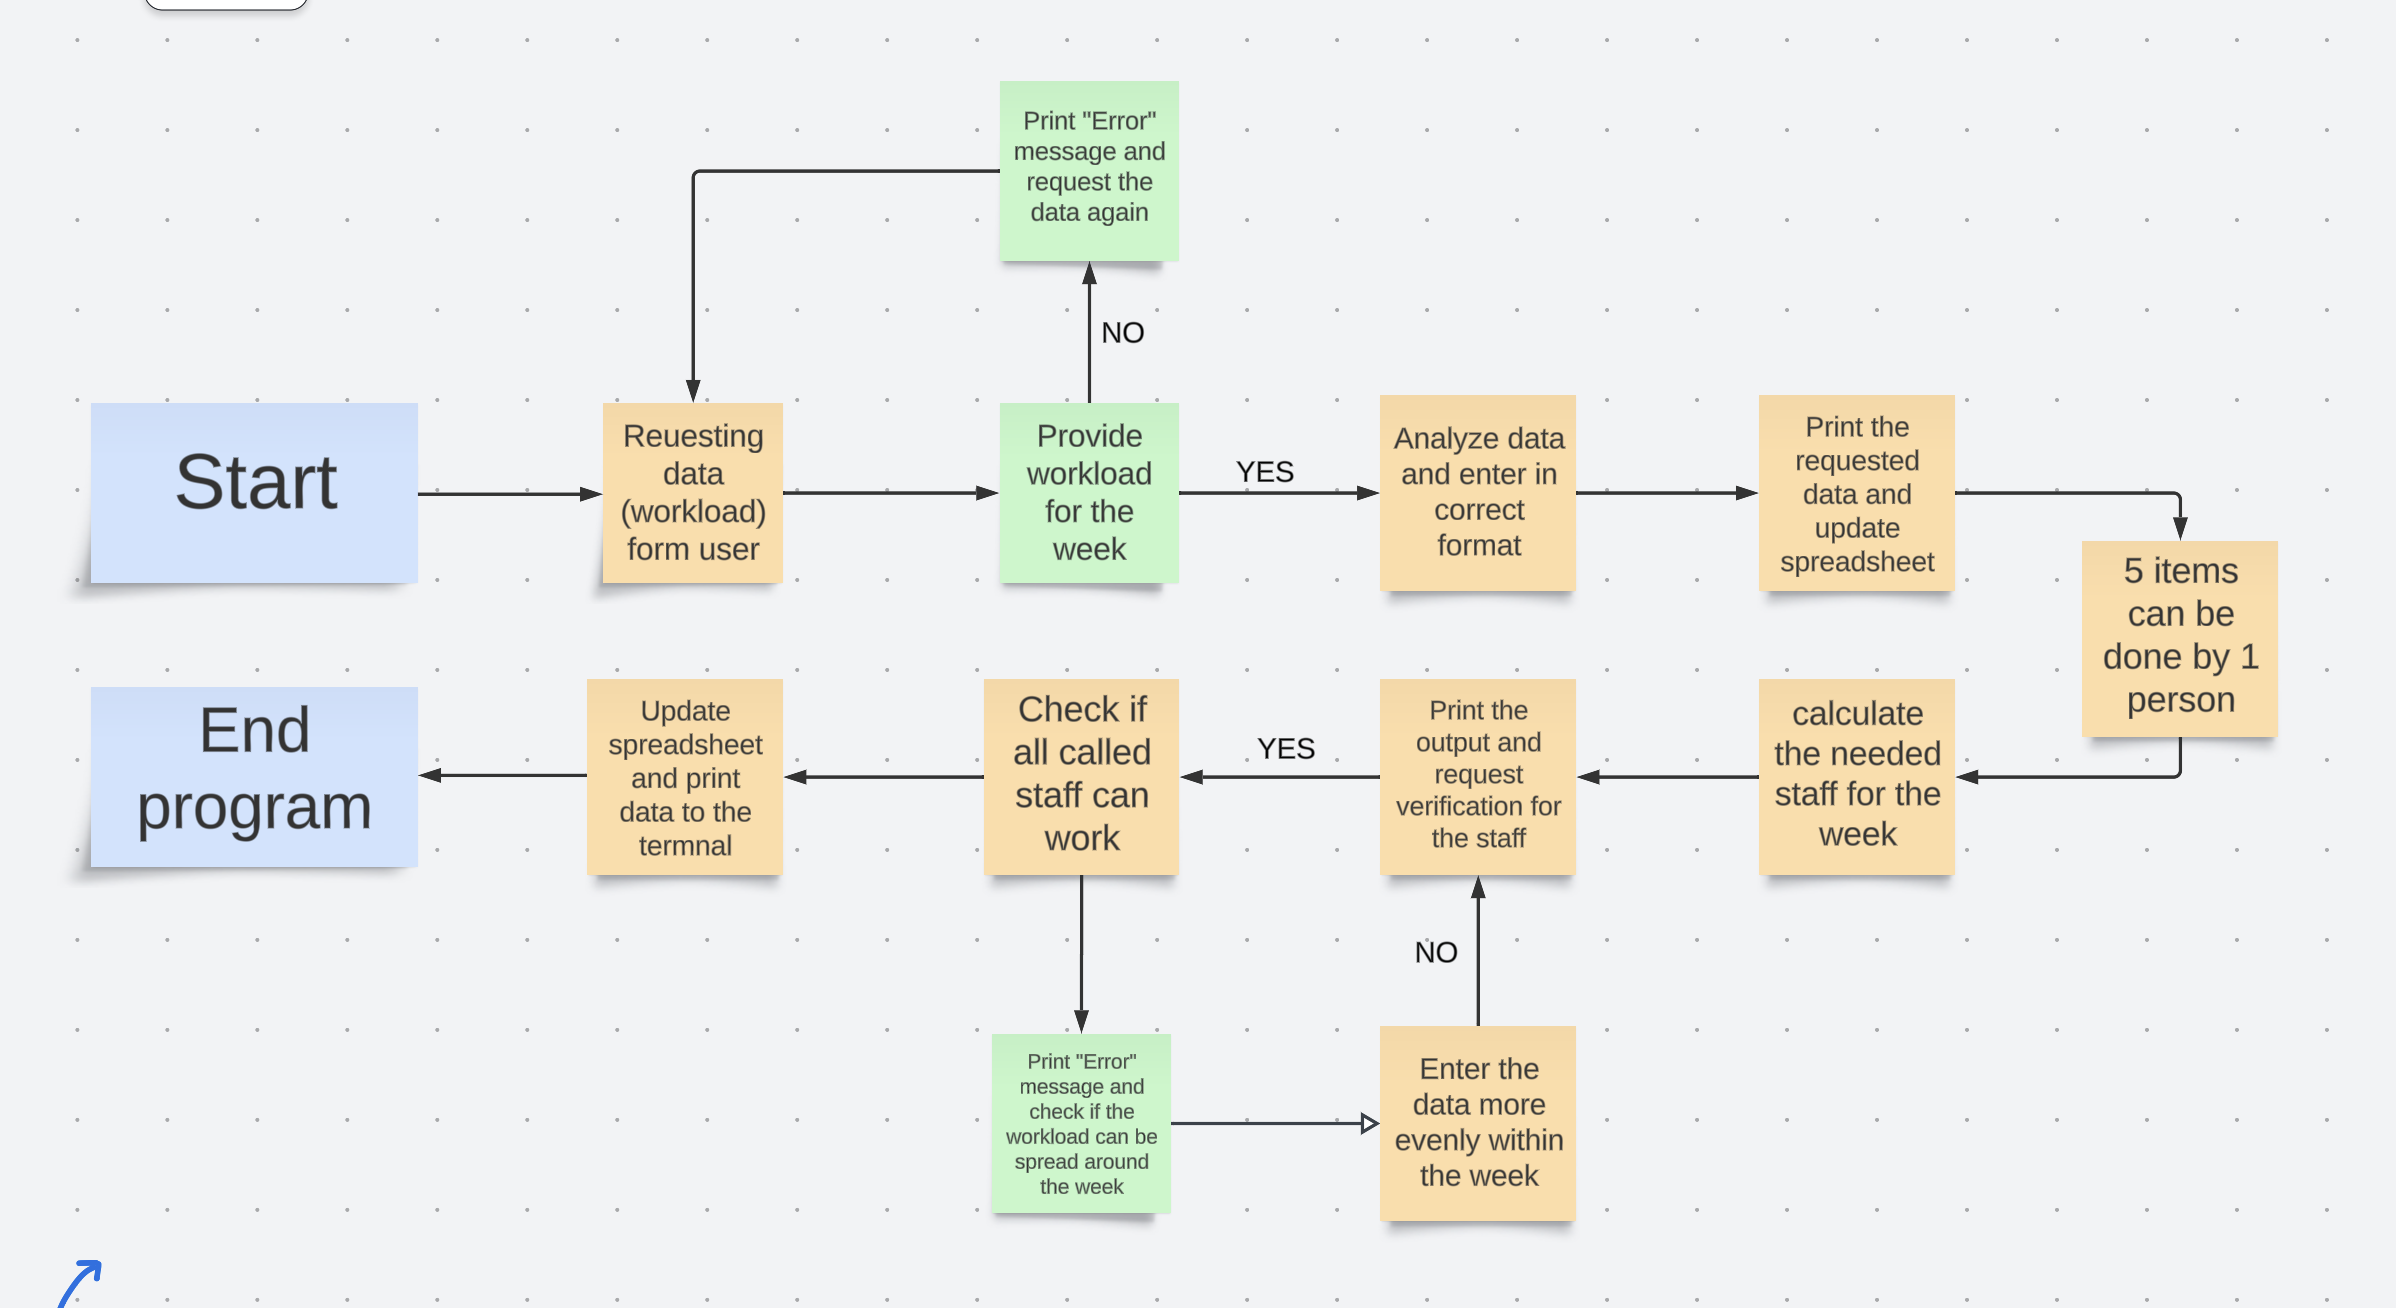 Print "Error"
message and
request the
data again
NO
Start
Reuesting
data
(workload)
form user
Provide
workload
for the
week
YES
Analyze data
and enter in
correct
format
Print the
requested
data and
update
spreadsheet
5 items
can be
done by 1
person
calculate
the needed
staff for the
week
Print the
output and
request
verification for
the staff
YES
Check if
all called
staff can
work
Update
spreadsheet
and print
data to the
termnal
End
program
Print "Error"
message and
check if the
workload can be
spread around
the week
Enter the
data more
evenly within
the week
NO